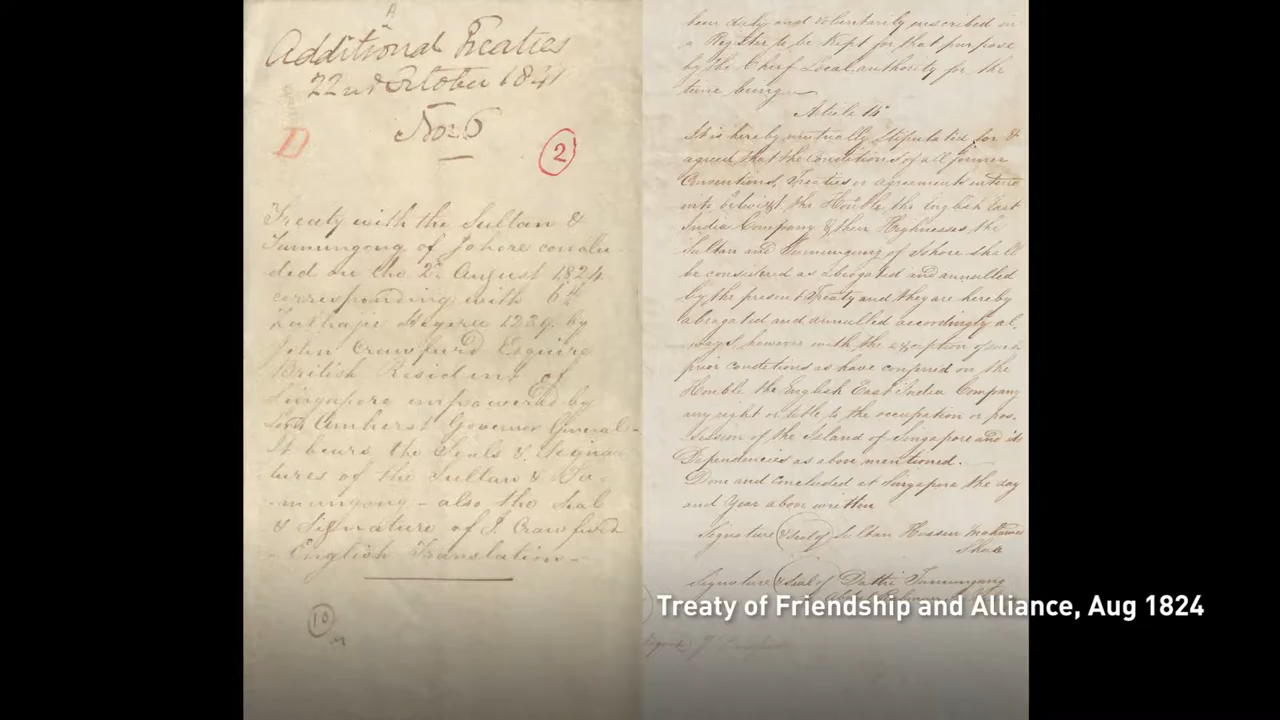 A
Additional Treaties
22nd October 1841
No. 6
D
2
Treaty with the Sultan &
Tumungong of Johore conclu-
ded on the 2d August 1824
corresponding with 6th
Hegira 1239. by
John Crawfurd Esquire
British Resident of
Singapore empowered by
Lord Amherst Governor General-
It bears the Seals & Signa-
tures of the Sultan & Tu-
mungong - also the Seal
& Signature of J. Crawfurd
- English Translation -
10
been duly and voluntarily inscribed in
a Register to be Kept for that purpose
by the Chief Local authority for the
time being
Article 14
It is hereby mutually Stipulated for &
agreed that the Conditions of all former
Conventions, Treaties or agreements entered
into betwixt the Honble. the English East
India Company & their Highnesses the
Sultan and Tumungong of Johore shall
be considered as abrogated and annulled
by the present Treaty and they are hereby
abrogated and annulled accordingly al
ways however with the exception of such
prior conditions as have conferred on the
Honble the English East India Company
any right or title to the occupation or pos-
session of the Island of Singapore and its
Dependencies as above mentioned.
Done and concluded at Singapore the day
and Year above written
Signature & Seal of Sultan Hussen Mahomed
Shah
Signature & Seal of Dattu Tumungung
Treaty of Friendship and Alliance, Aug 1824
Signed J Crawfurd